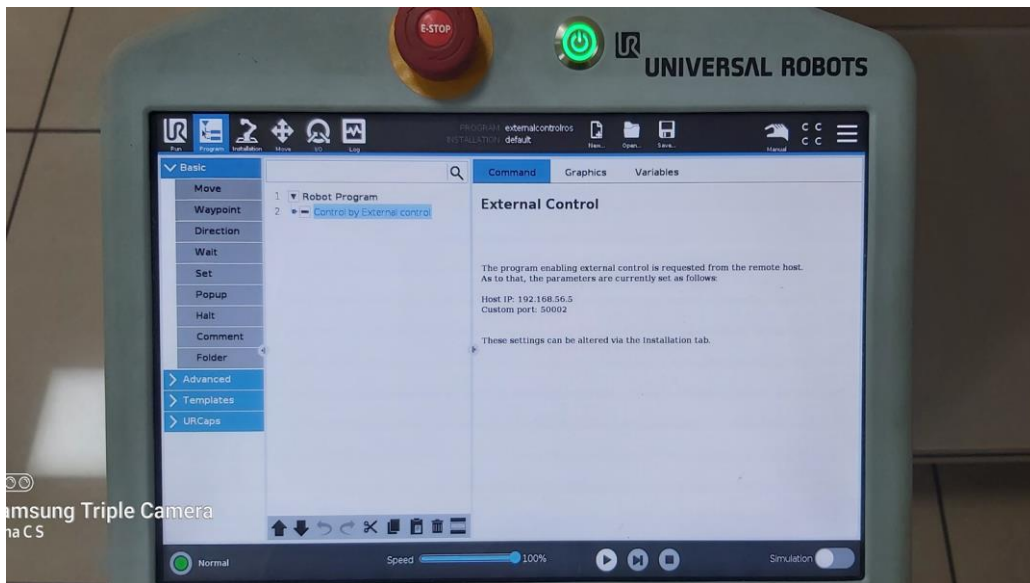 E-STOP
UR
UNIVERSAL ROBOTS
UR
Run Program Installation Move I/O Log
PROGRAM externalcontrolros
INSTALLATION default
New... Open... Save...
Manual
C C
C C
Basic
Move
Waypoint
Direction
Wait
Set
Popup
Halt
Comment
Folder
Advanced
Templates
URCaps
1 Robot Program
2 Control by External control
Command Graphics Variables
External Control
The program enabling external control is requested from the remote host.
As to that, the parameters are currently set as follows:
Host IP: 192.168.56.5
Custom port: 50002
These settings can be altered via the Installation tab.
amsung Triple Camera
na C S
Normal
Speed 100%
Simulation